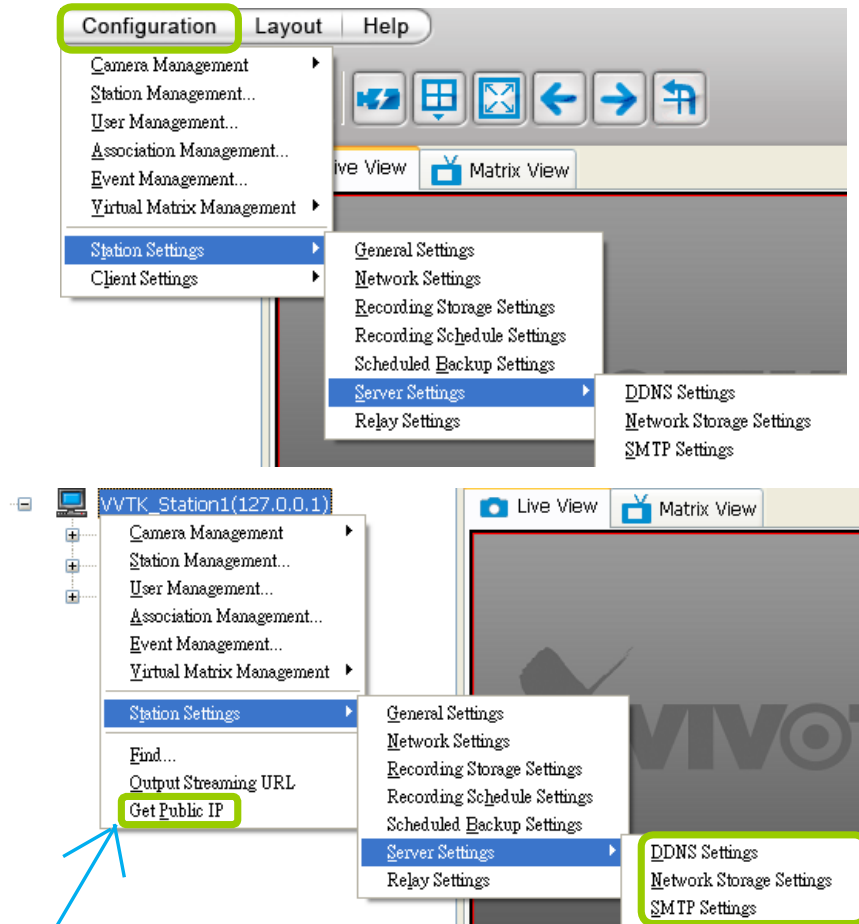 Configuration Layout Help
Camera Management
Station Management...
User Management...
Association Management...
Event Management...
Virtual Matrix Management
Station Settings
Client Settings
ive View Matrix View
General Settings
Network Settings
Recording Storage Settings
Recording Schedule Settings
Scheduled Backup Settings
Server Settings
Relay Settings
DDNS Settings
Network Storage Settings
SMTP Settings
VVTK_Station1(127.0.0.1)
Live View Matrix View
Camera Management
Station Management...
User Management...
Association Management...
Event Management...
Virtual Matrix Management
Station Settings
Find...
Output Streaming URL
Get Public IP
General Settings
Network Settings
Recording Storage Settings
Recording Schedule Settings
Scheduled Backup Settings
Server Settings
Relay Settings
DDNS Settings
Network Storage Settings
SMTP Settings
VIVOT